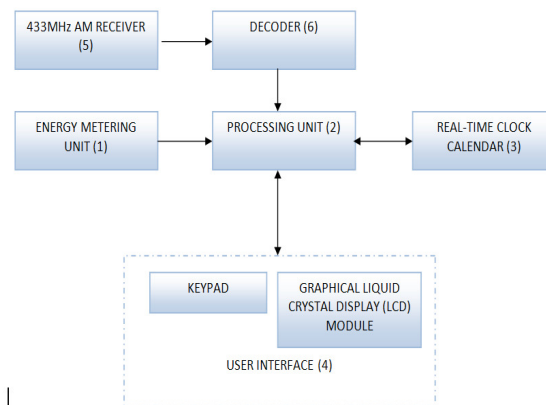 433MHz AM RECEIVER
(5)
DECODER (6)
ENERGY METERING
UNIT (1)
PROCESSING UNIT (2)
REAL-TIME CLOCK
CALENDAR (3)
KEYPAD
GRAPHICAL LIQUID
CRYSTAL DISPLAY (LCD)
MODULE
USER INTERFACE (4)